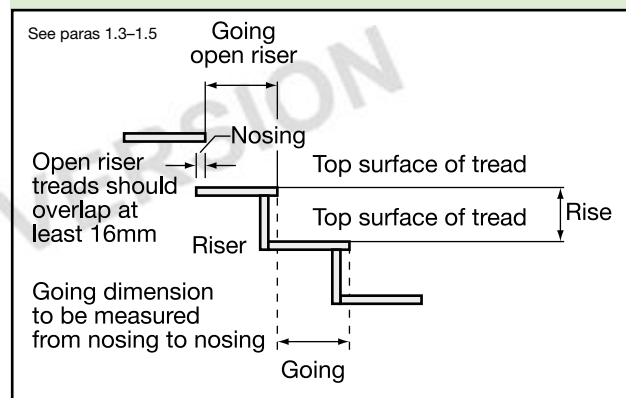 See paras 1.3–1.5
Going
open riser
Nosing
Open riser
treads should
overlap at
least 16mm
Top surface of tread
Top surface of tread
Rise
Riser
Going dimension
to be measured
from nosing to nosing
Going
VERSION